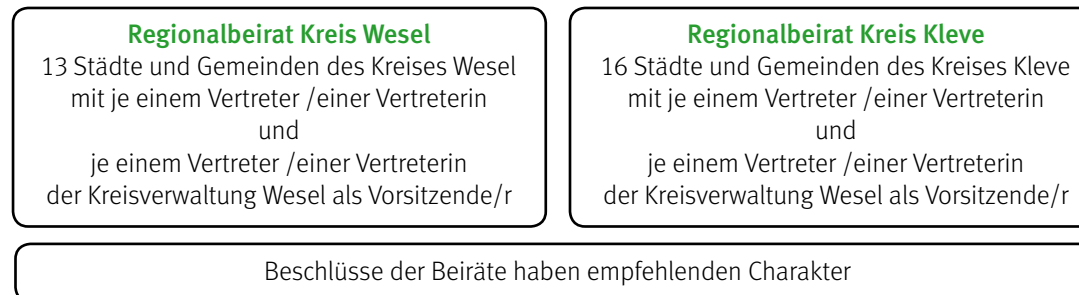 Regionalbeirat Kreis Wesel
13 Städte und Gemeinden des Kreises Wesel
mit je einem Vertreter /einer Vertreterin
und
je einem Vertreter /einer Vertreterin
der Kreisverwaltung Wesel als Vorsitzende/r
Regionalbeirat Kreis Kleve
16 Städte und Gemeinden des Kreises Kleve
mit je einem Vertreter /einer Vertreterin
und
je einem Vertreter /einer Vertreterin
der Kreisverwaltung Wesel als Vorsitzende/r
Beschlüsse der Beiräte haben empfehlenden Charakter